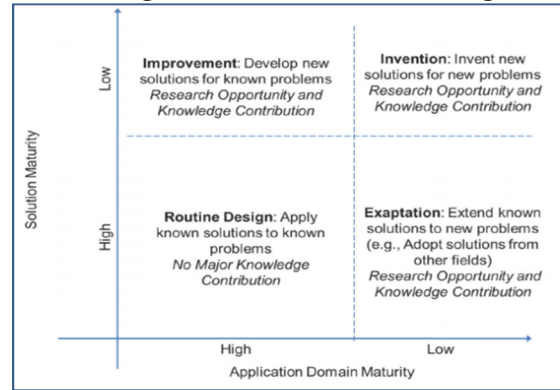 Improvement: Develop new
solutions for known problems
Research Opportunity and
Knowledge Contribution
Invention: Invent new
solutions for new problems
Research Opportunity and
Knowledge Contribution
Routine Design: Apply
known solutions to known
problems
No Major Knowledge
Contribution
Exaptation: Extend known
solutions to new problems
(e.g., Adopt solutions from
other fields)
Research Opportunity and
Knowledge Contribution
Solution Maturity
Low
High
High
Low
Application Domain Maturity